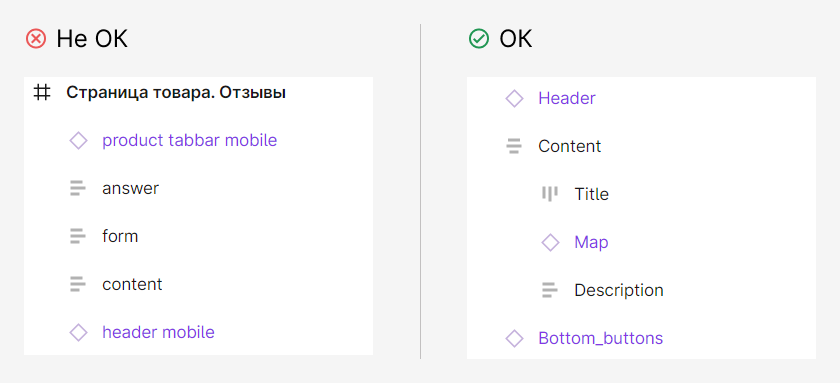 Не ОК
Страница товара. Отзывы
product tabbar mobile
answer
form
content
header mobile
ОК
Header
Content
Title
Map
Description
Bottom_buttons